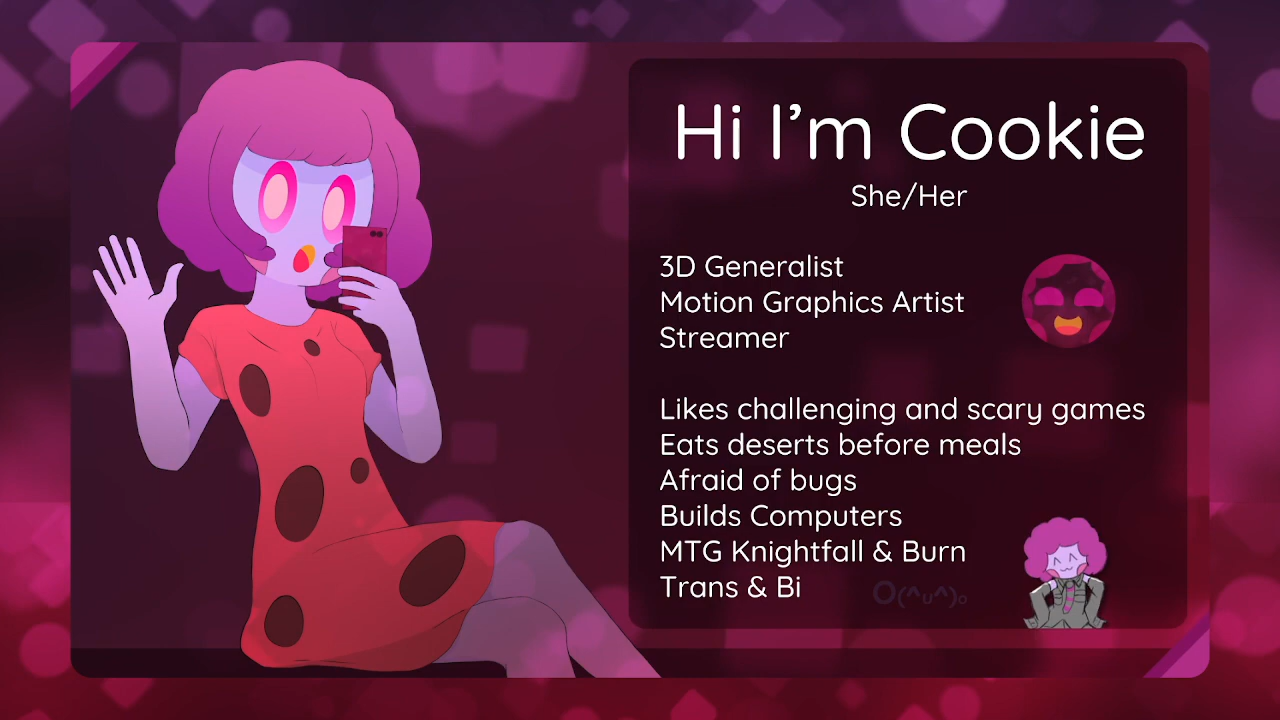 Hi I’m Cookie
She/Her
3D Generalist
Motion Graphics Artist
Streamer
Likes challenging and scary games
Eats deserts before meals
Afraid of bugs
Builds Computers
MTG Knightfall & Burn
Trans & Bi
O(^u^)o